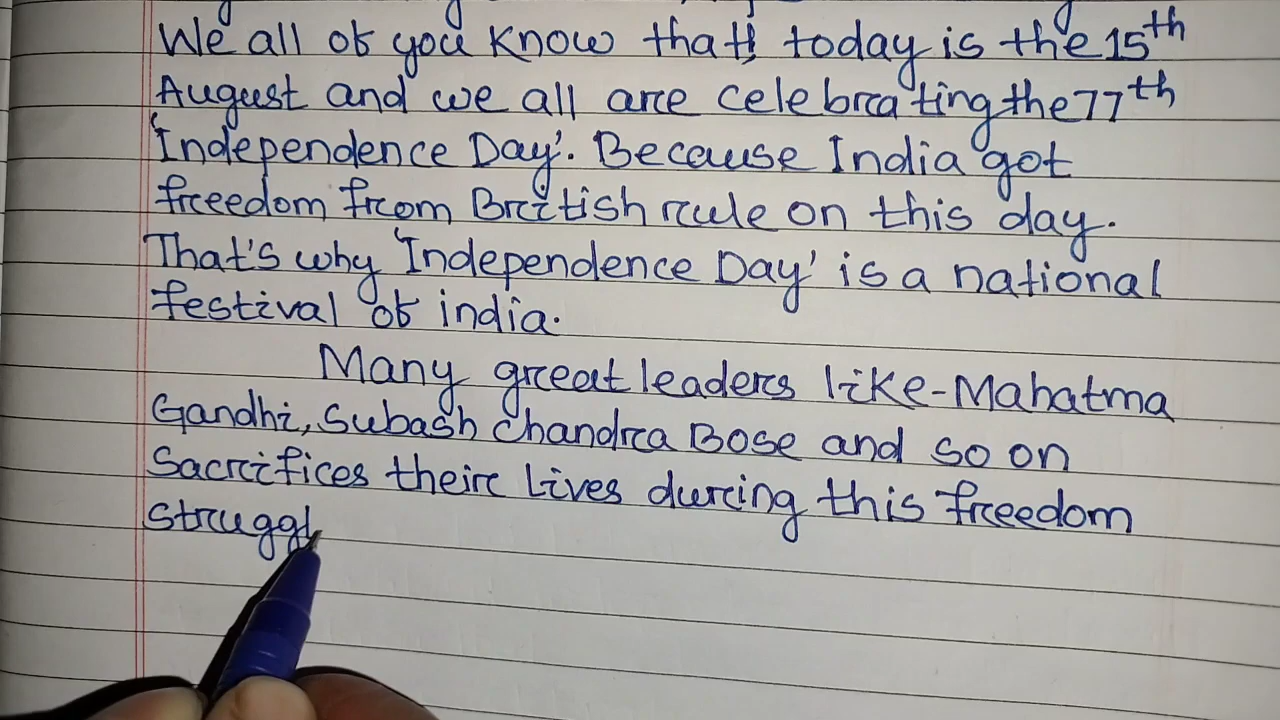 We all of you know that, today is the 15th
August and we all are celebrating the 77th
'Independence Day'. Because India got
freedom from British rule on this day.
That's why 'Independence Day' is a national
festival of india.
Many great leaders like-Mahatma
Gandhi, Subash Chandra Bose and so on
Sacrifices their lives during this freedom
struggl